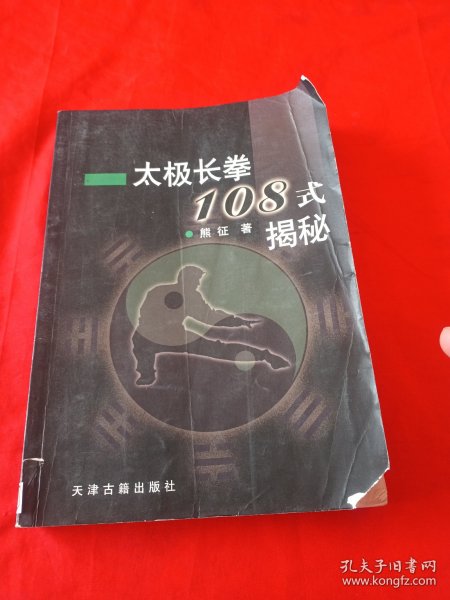 太极长拳
108式
揭秘
熊征 著
天津古籍出版社
孔夫子旧书网
www.kongfz.com